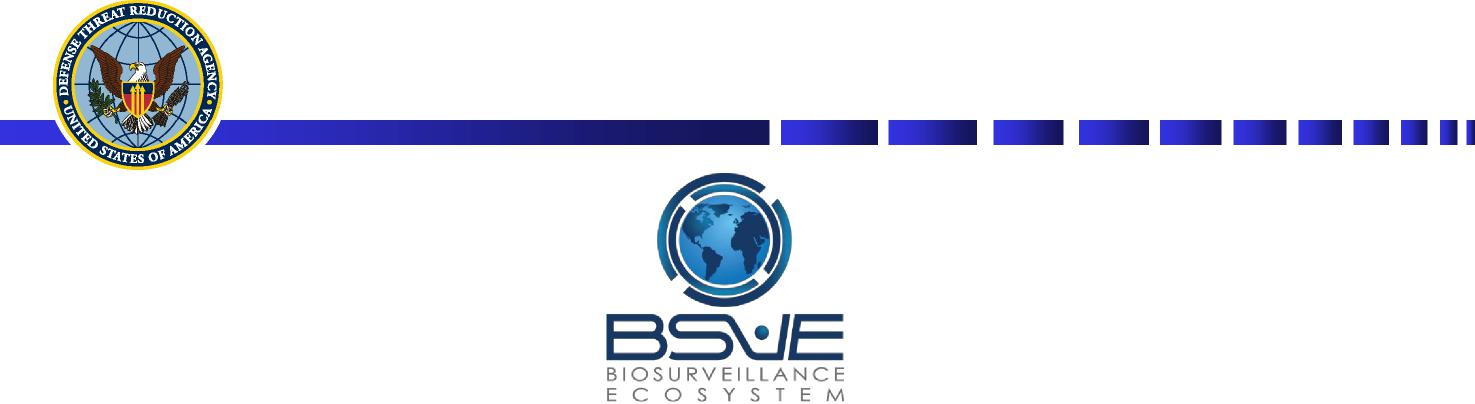 DEFENSE THREAT REDUCTION AGENCY
UNITED STATES OF AMERICA
BSVE
BIOSURVEILLANCE
ECOSYSTEM